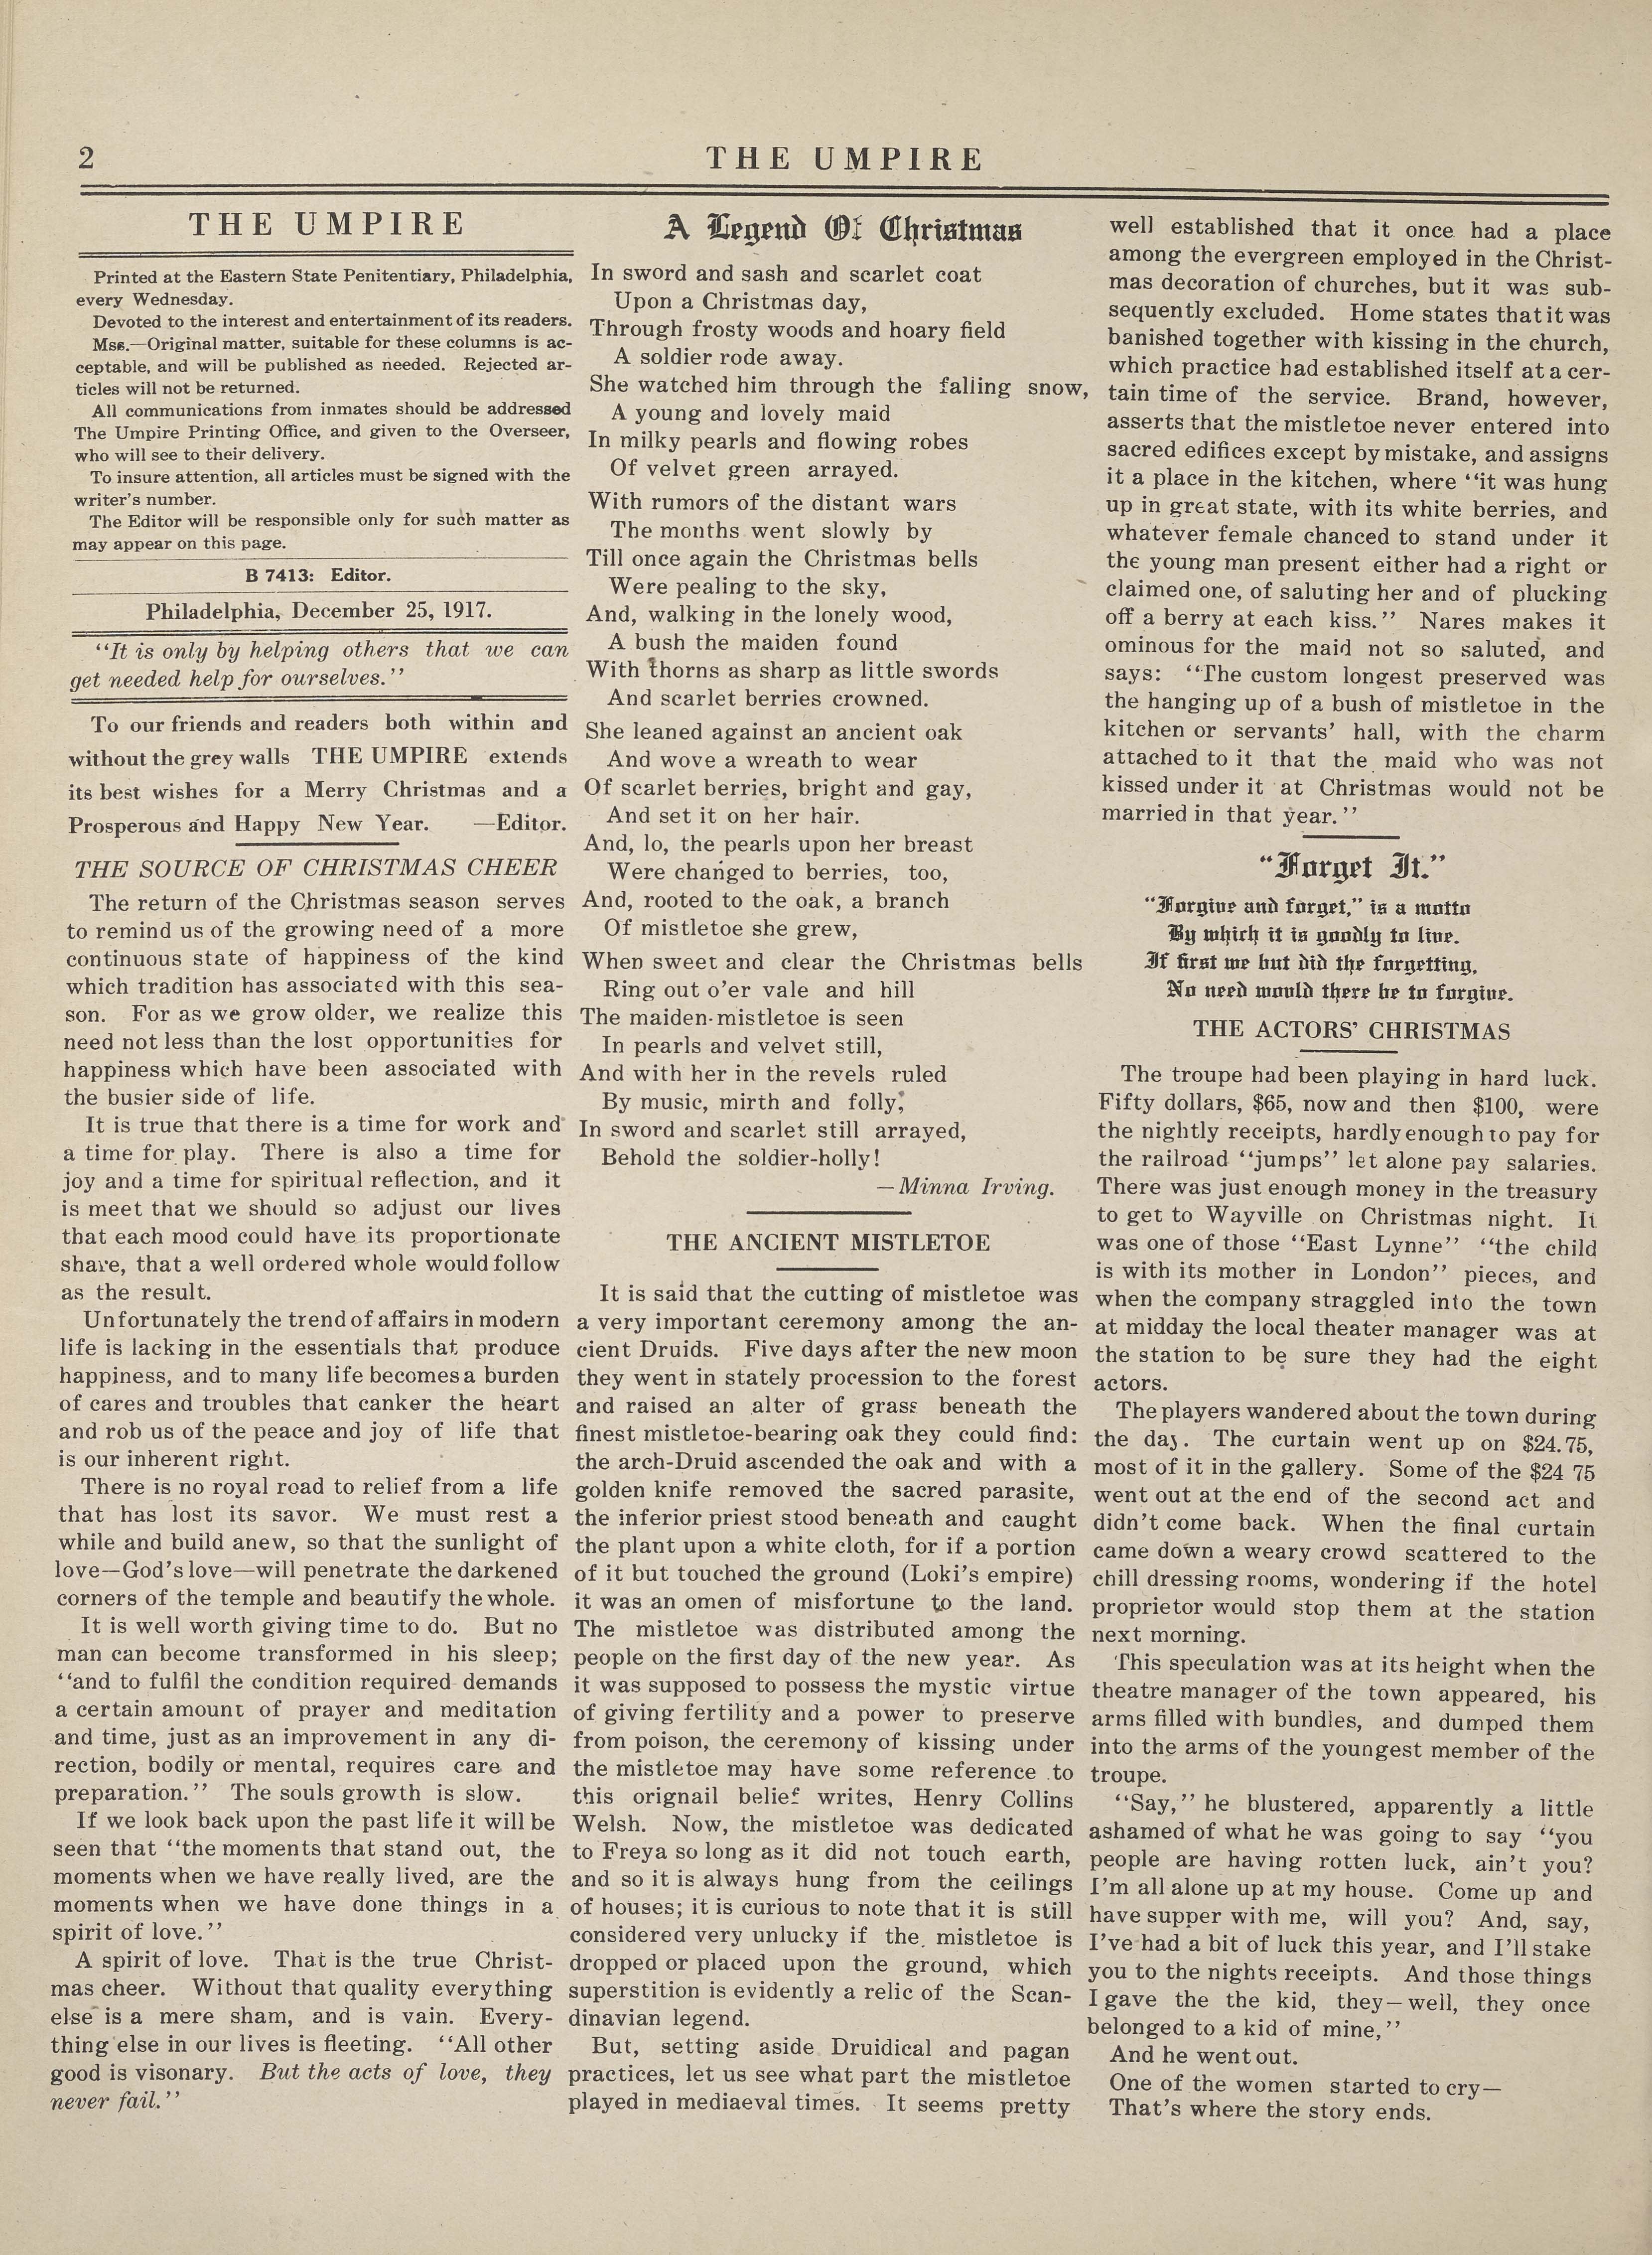 2
THE UMPIRE
THE UMPIRE
Printed at the Eastern State Penitentiary, Philadelphia,
every Wednesday.
Devoted to the interest and entertainment of its readers.
Mss.—Original matter, suitable for these columns is ac-
ceptable, and will be published as needed. Rejected ar-
ticles will not be returned.
All communications from inmates should be addressed
The Umpire Printing Office, and given to the Overseer,
who will see to their delivery.
To insure attention, all articles must be signed with the
writer's number.
The Editor will be responsible only for such matter as
may appear on this page.
B 7413: Editor.
Philadelphia, December 25, 1917.
"It is only by helping others that we can
get needed help for ourselves."
To our friends and readers both within and
without the grey walls THE UMPIRE extends
its best wishes for a Merry Christmas and a
Prosperous and Happy New Year. —Editor.
THE SOURCE OF CHRISTMAS CHEER
The return of the Christmas season serves
to remind us of the growing need of a more
continuous state of happiness of the kind
which tradition has associated with this sea-
son. For as we grow older, we realize this
need not less than the lost opportunities for
happiness which have been associated with
the busier side of life.
It is true that there is a time for work and
a time for play. There is also a time for
joy and a time for spiritual reflection, and it
is meet that we should so adjust our lives
that each mood could have its proportionate
share, that a well ordered whole would follow
as the result.
Unfortunately the trend of affairs in modern
life is lacking in the essentials that produce
happiness, and to many life becomes a burden
of cares and troubles that canker the heart
and rob us of the peace and joy of life that
is our inherent right.
There is no royal road to relief from a life
that has lost its savor. We must rest a
while and build anew, so that the sunlight of
love—God's love—will penetrate the darkened
corners of the temple and beautify the whole.
It is well worth giving time to do. But no
man can become transformed in his sleep;
"and to fulfil the condition required demands
a certain amount of prayer and meditation
and time, just as an improvement in any di-
rection, bodily or mental, requires care and
preparation." The souls growth is slow.
If we look back upon the past life it will be
seen that "the moments that stand out, the
moments when we have really lived, are the
moments when we have done things in a
spirit of love."
A spirit of love. That is the true Christ-
mas cheer. Without that quality everything
else is a mere sham, and is vain. Every-
thing else in our lives is fleeting. "All other
good is visonary. But the acts of love, they
never fail."
A Legend Of Christmas
In sword and sash and scarlet coat
Upon a Christmas day,
Through frosty woods and hoary field
A soldier rode away.
She watched him through the falling snow,
A young and lovely maid
In milky pearls and flowing robes
Of velvet green arrayed.
With rumors of the distant wars
The months went slowly by
Till once again the Christmas bells
Were pealing to the sky,
And, walking in the lonely wood,
A bush the maiden found
With thorns as sharp as little swords
And scarlet berries crowned.
She leaned against an ancient oak
And wove a wreath to wear
Of scarlet berries, bright and gay,
And set it on her hair.
And, lo, the pearls upon her breast
Were changed to berries, too,
And, rooted to the oak, a branch
Of mistletoe she grew,
When sweet and clear the Christmas bells
Ring out o'er vale and hill
The maiden-mistletoe is seen
In pearls and velvet still,
And with her in the revels ruled
By music, mirth and folly,
In sword and scarlet still arrayed,
Behold the soldier-holly!
—Minna Irving.
THE ANCIENT MISTLETOE
It is said that the cutting of mistletoe was
a very important ceremony among the an-
cient Druids. Five days after the new moon
they went in stately procession to the forest
and raised an alter of grass beneath the
finest mistletoe-bearing oak they could find:
the arch-Druid ascended the oak and with a
golden knife removed the sacred parasite,
the inferior priest stood beneath and caught
the plant upon a white cloth, for if a portion
of it but touched the ground (Loki's empire)
it was an omen of misfortune to the land.
The mistletoe was distributed among the
people on the first day of the new year. As
it was supposed to possess the mystic virtue
of giving fertility and a power to preserve
from poison, the ceremony of kissing under
the mistletoe may have some reference to
this orignail belief writes, Henry Collins
Welsh. Now, the mistletoe was dedicated
to Freya so long as it did not touch earth,
and so it is always hung from the ceilings
of houses; it is curious to note that it is still
considered very unlucky if the mistletoe is
dropped or placed upon the ground, which
superstition is evidently a relic of the Scan-
dinavian legend.
But, setting aside Druidical and pagan
practices, let us see what part the mistletoe
played in mediaeval times. It seems pretty
well established that it once had a place
among the evergreen employed in the Christ-
mas decoration of churches, but it was sub-
sequently excluded. Home states that it was
banished together with kissing in the church,
which practice had established itself at a cer-
tain time of the service. Brand, however,
asserts that the mistletoe never entered into
sacred edifices except by mistake, and assigns
it a place in the kitchen, where "it was hung
up in great state, with its white berries, and
whatever female chanced to stand under it
the young man present either had a right or
claimed one, of saluting her and of plucking
off a berry at each kiss." Nares makes it
ominous for the maid not so saluted, and
says: "The custom longest preserved was
the hanging up of a bush of mistletoe in the
kitchen or servants' hall, with the charm
attached to it that the maid who was not
kissed under it at Christmas would not be
married in that year."
"Forget It."
"Forgive and forget," is a motto
By which it is goodly to live.
If first we but did the forgetting,
No need would there be to forgive.
THE ACTORS' CHRISTMAS
The troupe had been playing in hard luck.
Fifty dollars, $65, now and then $100, were
the nightly receipts, hardly enough to pay for
the railroad "jumps" let alone pay salaries.
There was just enough money in the treasury
to get to Wayville on Christmas night. It
was one of those "East Lynne" "the child
is with its mother in London" pieces, and
when the company straggled into the town
at midday the local theater manager was at
the station to be sure they had the eight
actors.
The players wandered about the town during
the day. The curtain went up on $24.75,
most of it in the gallery. Some of the $24 75
went out at the end of the second act and
didn't come back. When the final curtain
came down a weary crowd scattered to the
chill dressing rooms, wondering if the hotel
proprietor would stop them at the station
next morning.
This speculation was at its height when the
theatre manager of the town appeared, his
arms filled with bundles, and dumped them
into the arms of the youngest member of the
troupe.
"Say," he blustered, apparently a little
ashamed of what he was going to say "you
people are having rotten luck, ain't you?
I'm all alone up at my house. Come up and
have supper with me, will you? And, say,
I've had a bit of luck this year, and I'll stake
you to the nights receipts. And those things
I gave the the kid, they—well, they once
belonged to a kid of mine,"
And he went out.
One of the women started to cry—
That's where the story ends.